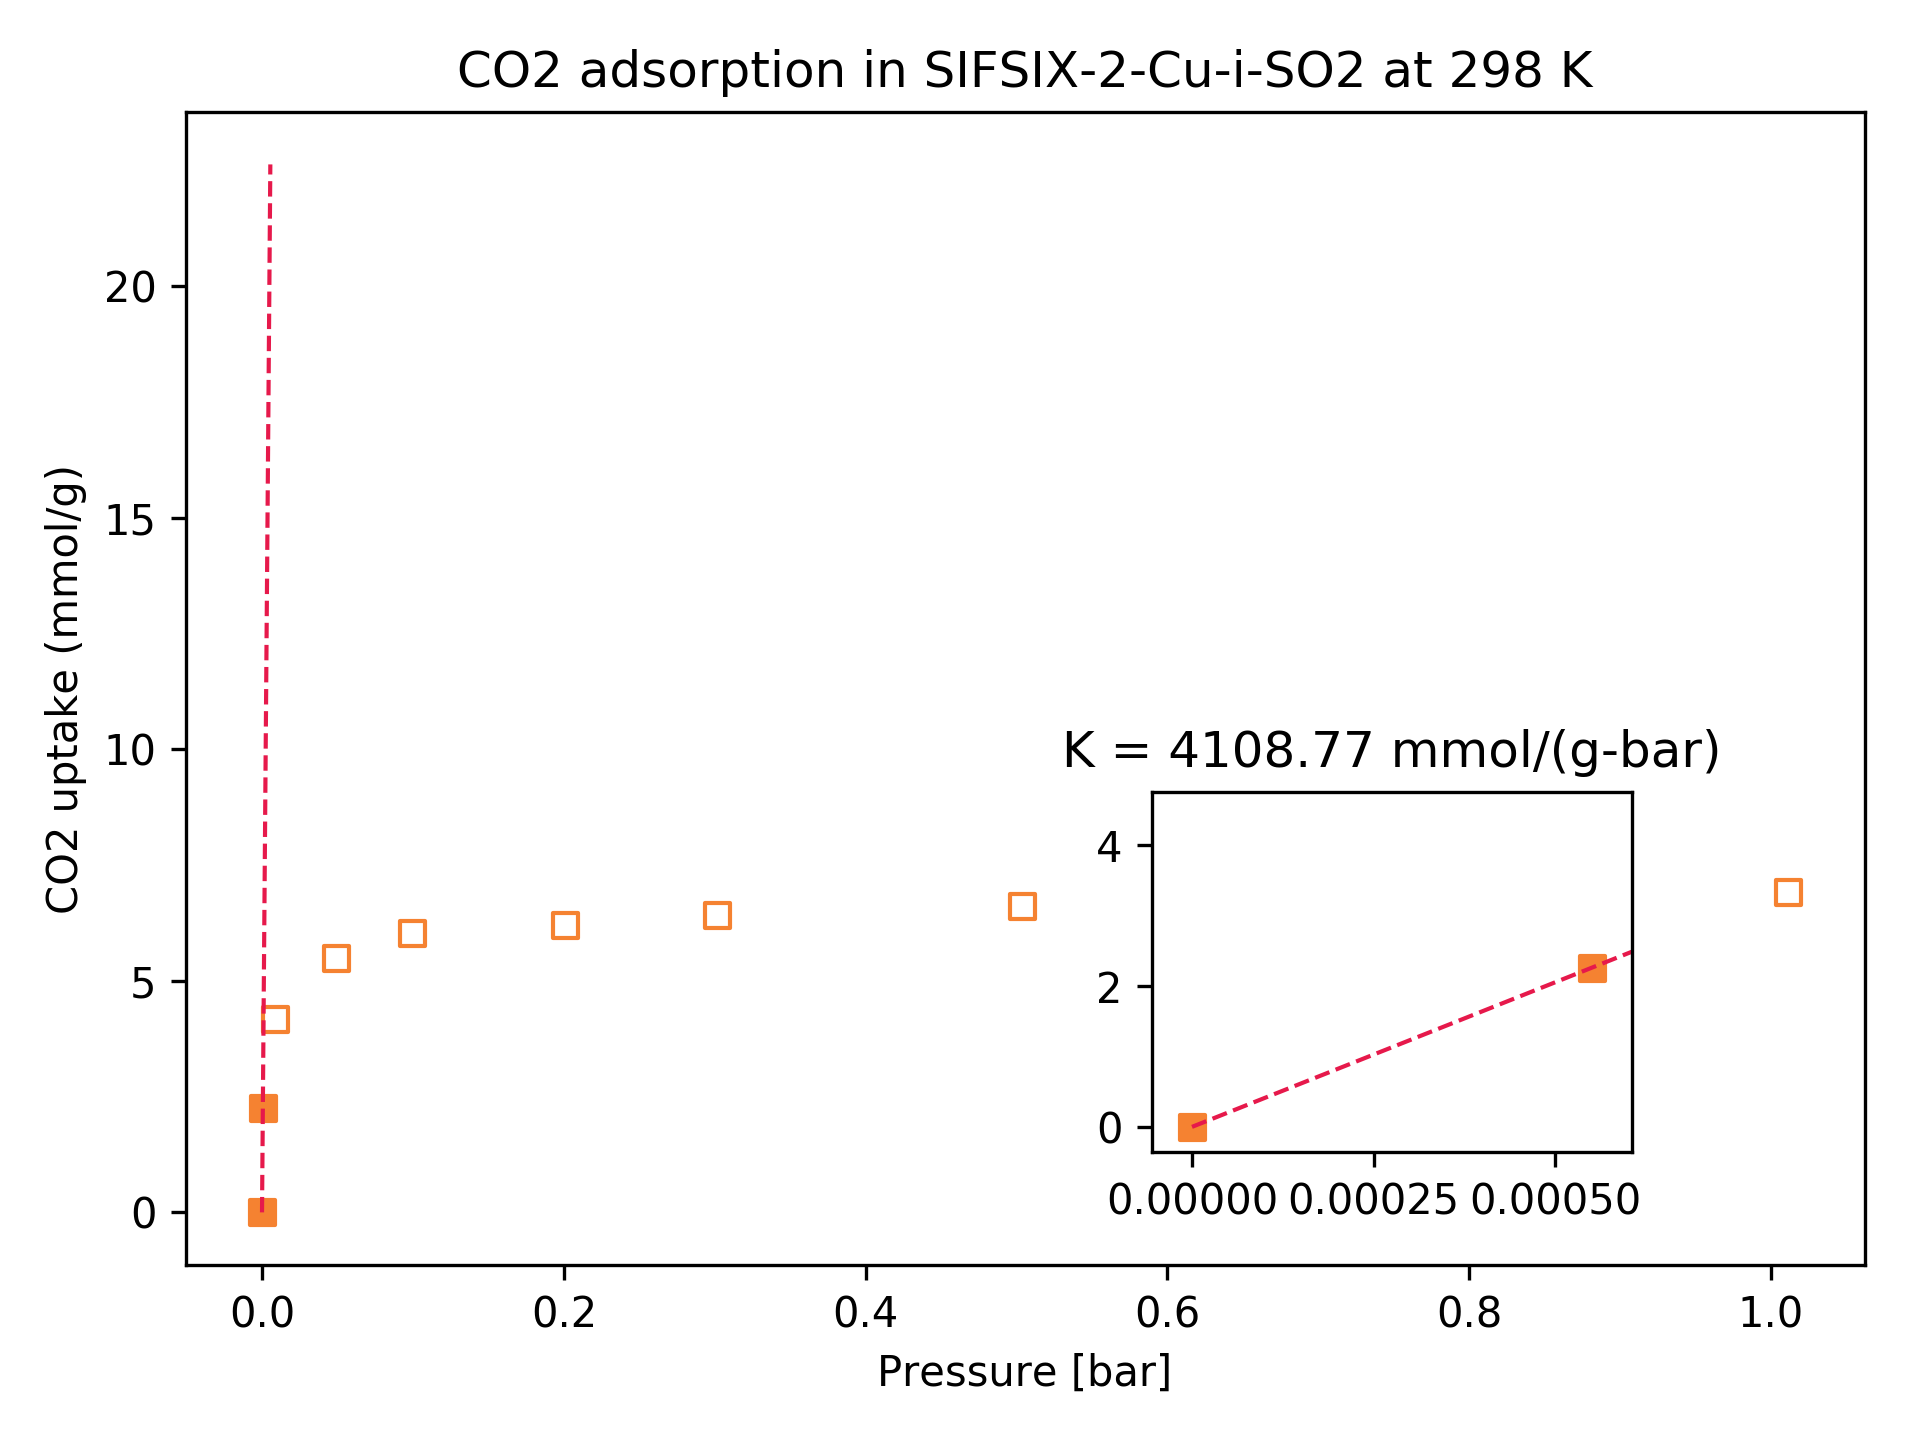 CO2 adsorption in SIFSIX-2-Cu-i-SO2 at 298 K
CO2 uptake (mmol/g)
20
15
10
5
0
K = 4108.77 mmol/(g-bar)
4
2
0
0.00000 0.00025 0.00050
0.0 0.2 0.4 0.6 0.8 1.0
Pressure [bar]